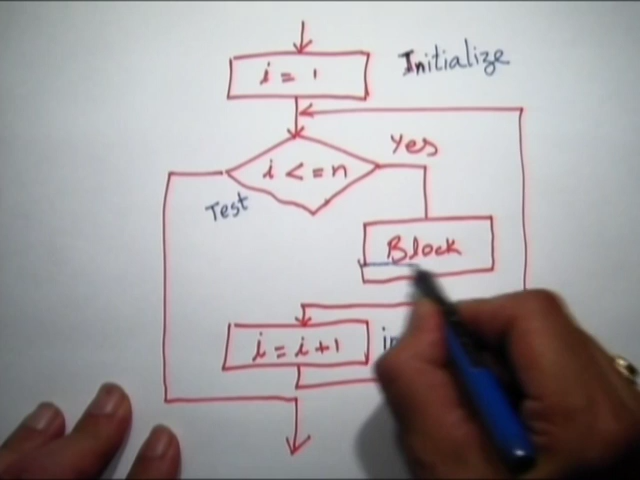 i = 1
Initialize
Yes
i <= n
Test
Block
i = i + 1